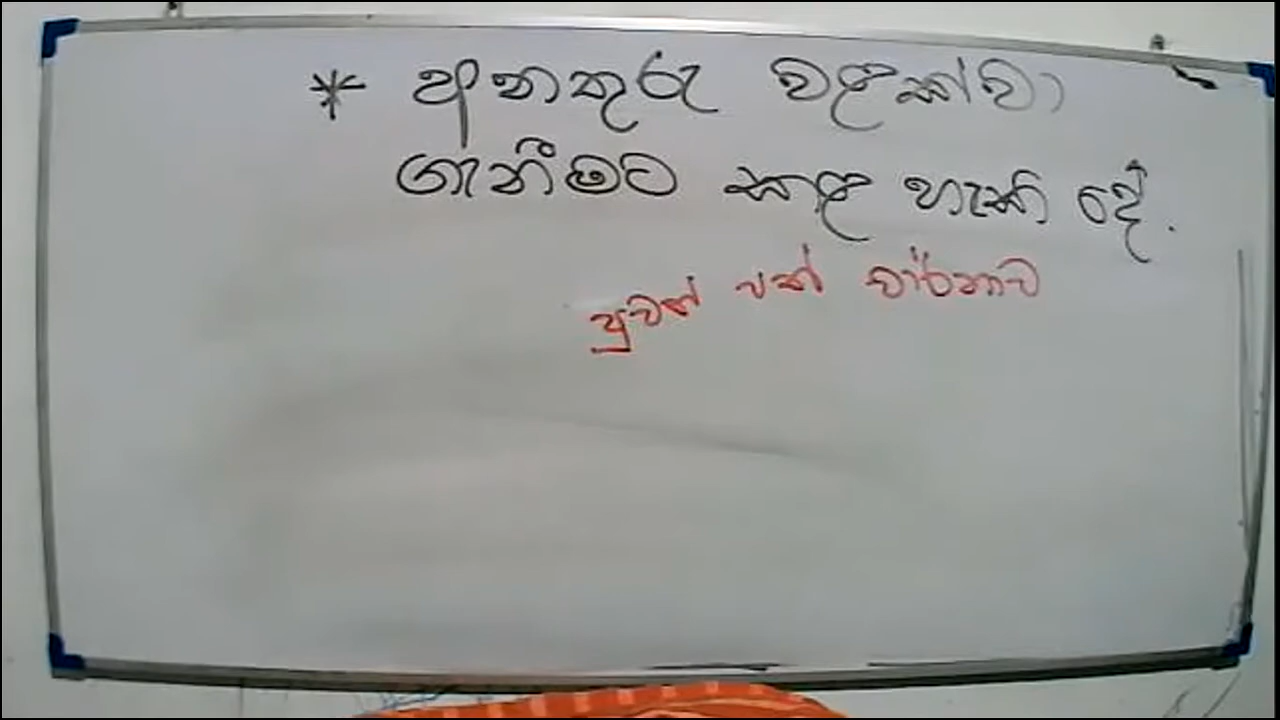 * අනතුරු වළක්වා
ගැනීමට කළ හැකි දේ.
පුවත් පත් වාර්තාව